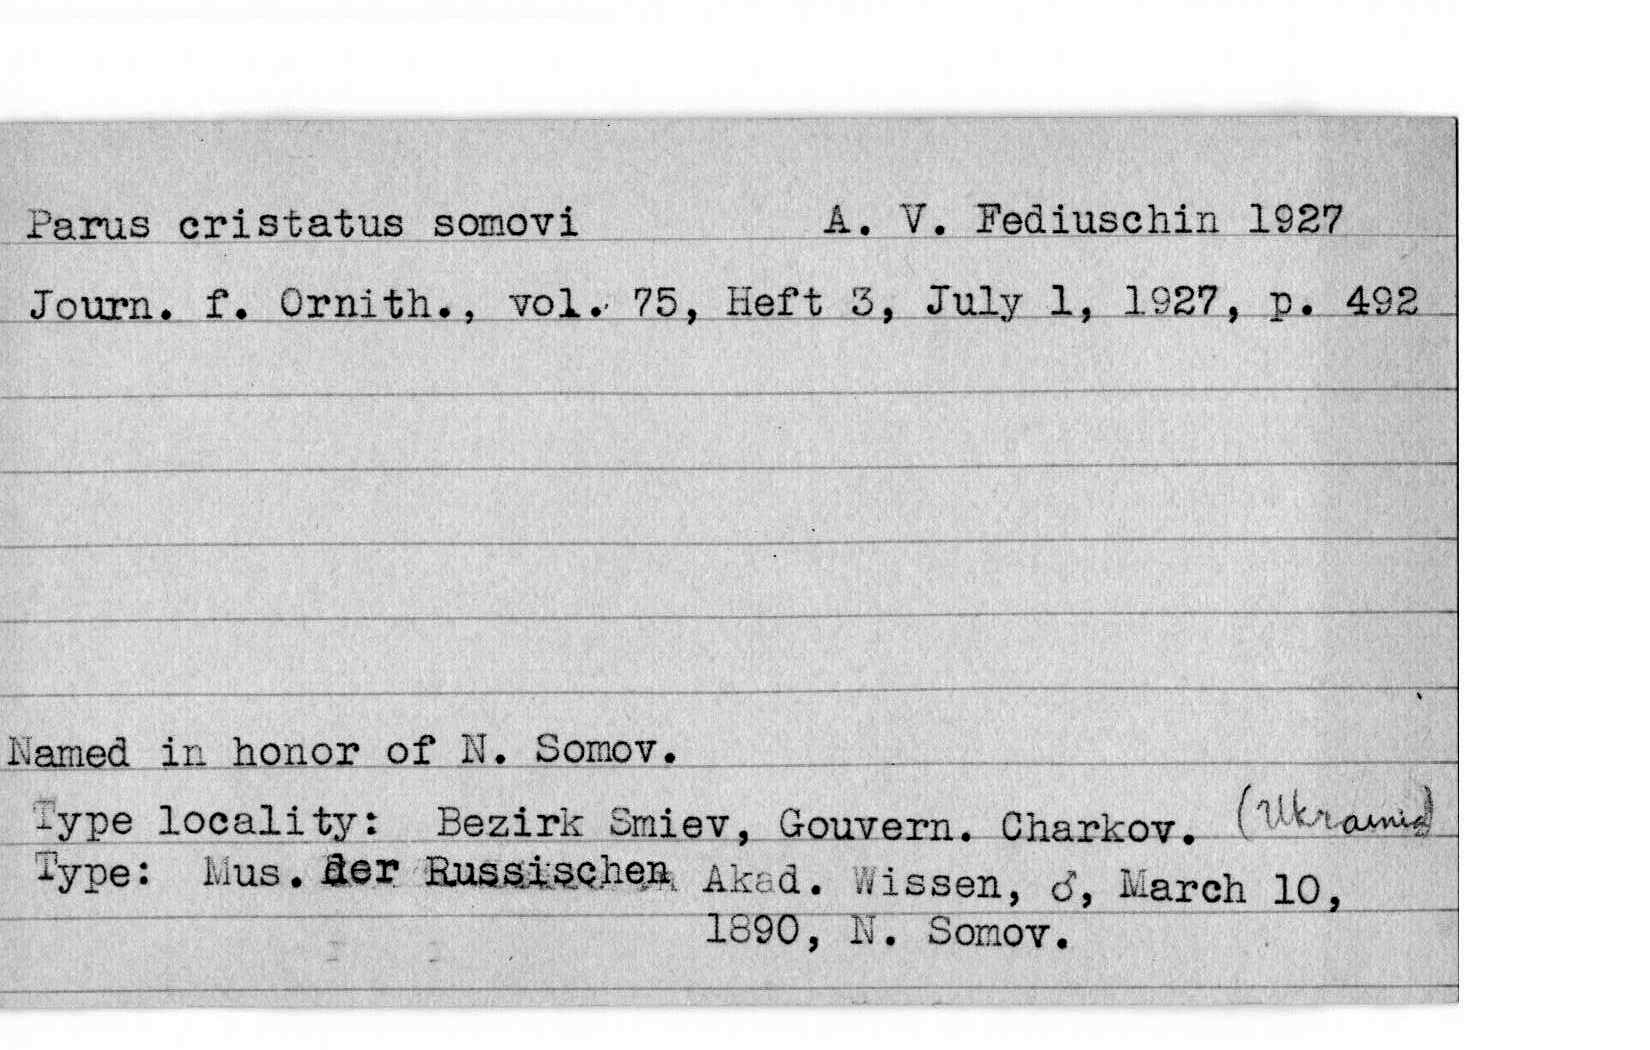 Parus cristatus somovi A. V. Fediuschin 1927
Journ. f. Ornith., vol. 75, Heft 3, July 1, 1927, p. 492
Named in honor of N. Somov.
Type locality: Bezirk Smiev, Gouvern. Charkov. (Ukrainia)
Type: Mus. der Russischen Akad. Wissen, ♂, March 10,
1890, N. Somov.